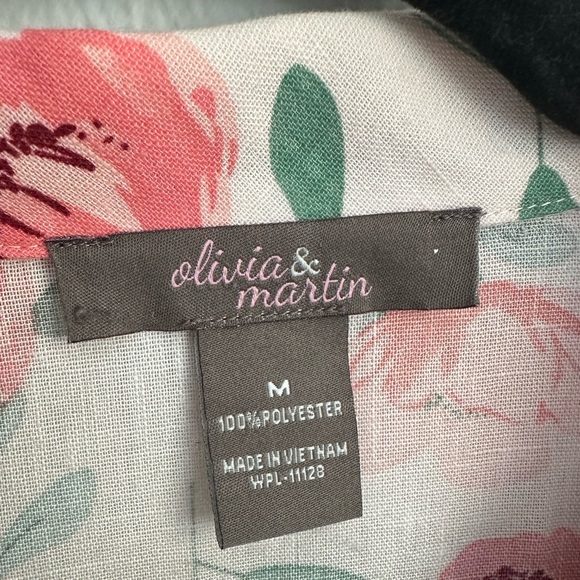 olivia &
martin
M
100% POLYESTER
MADE IN VIETNAM
WPL-11128